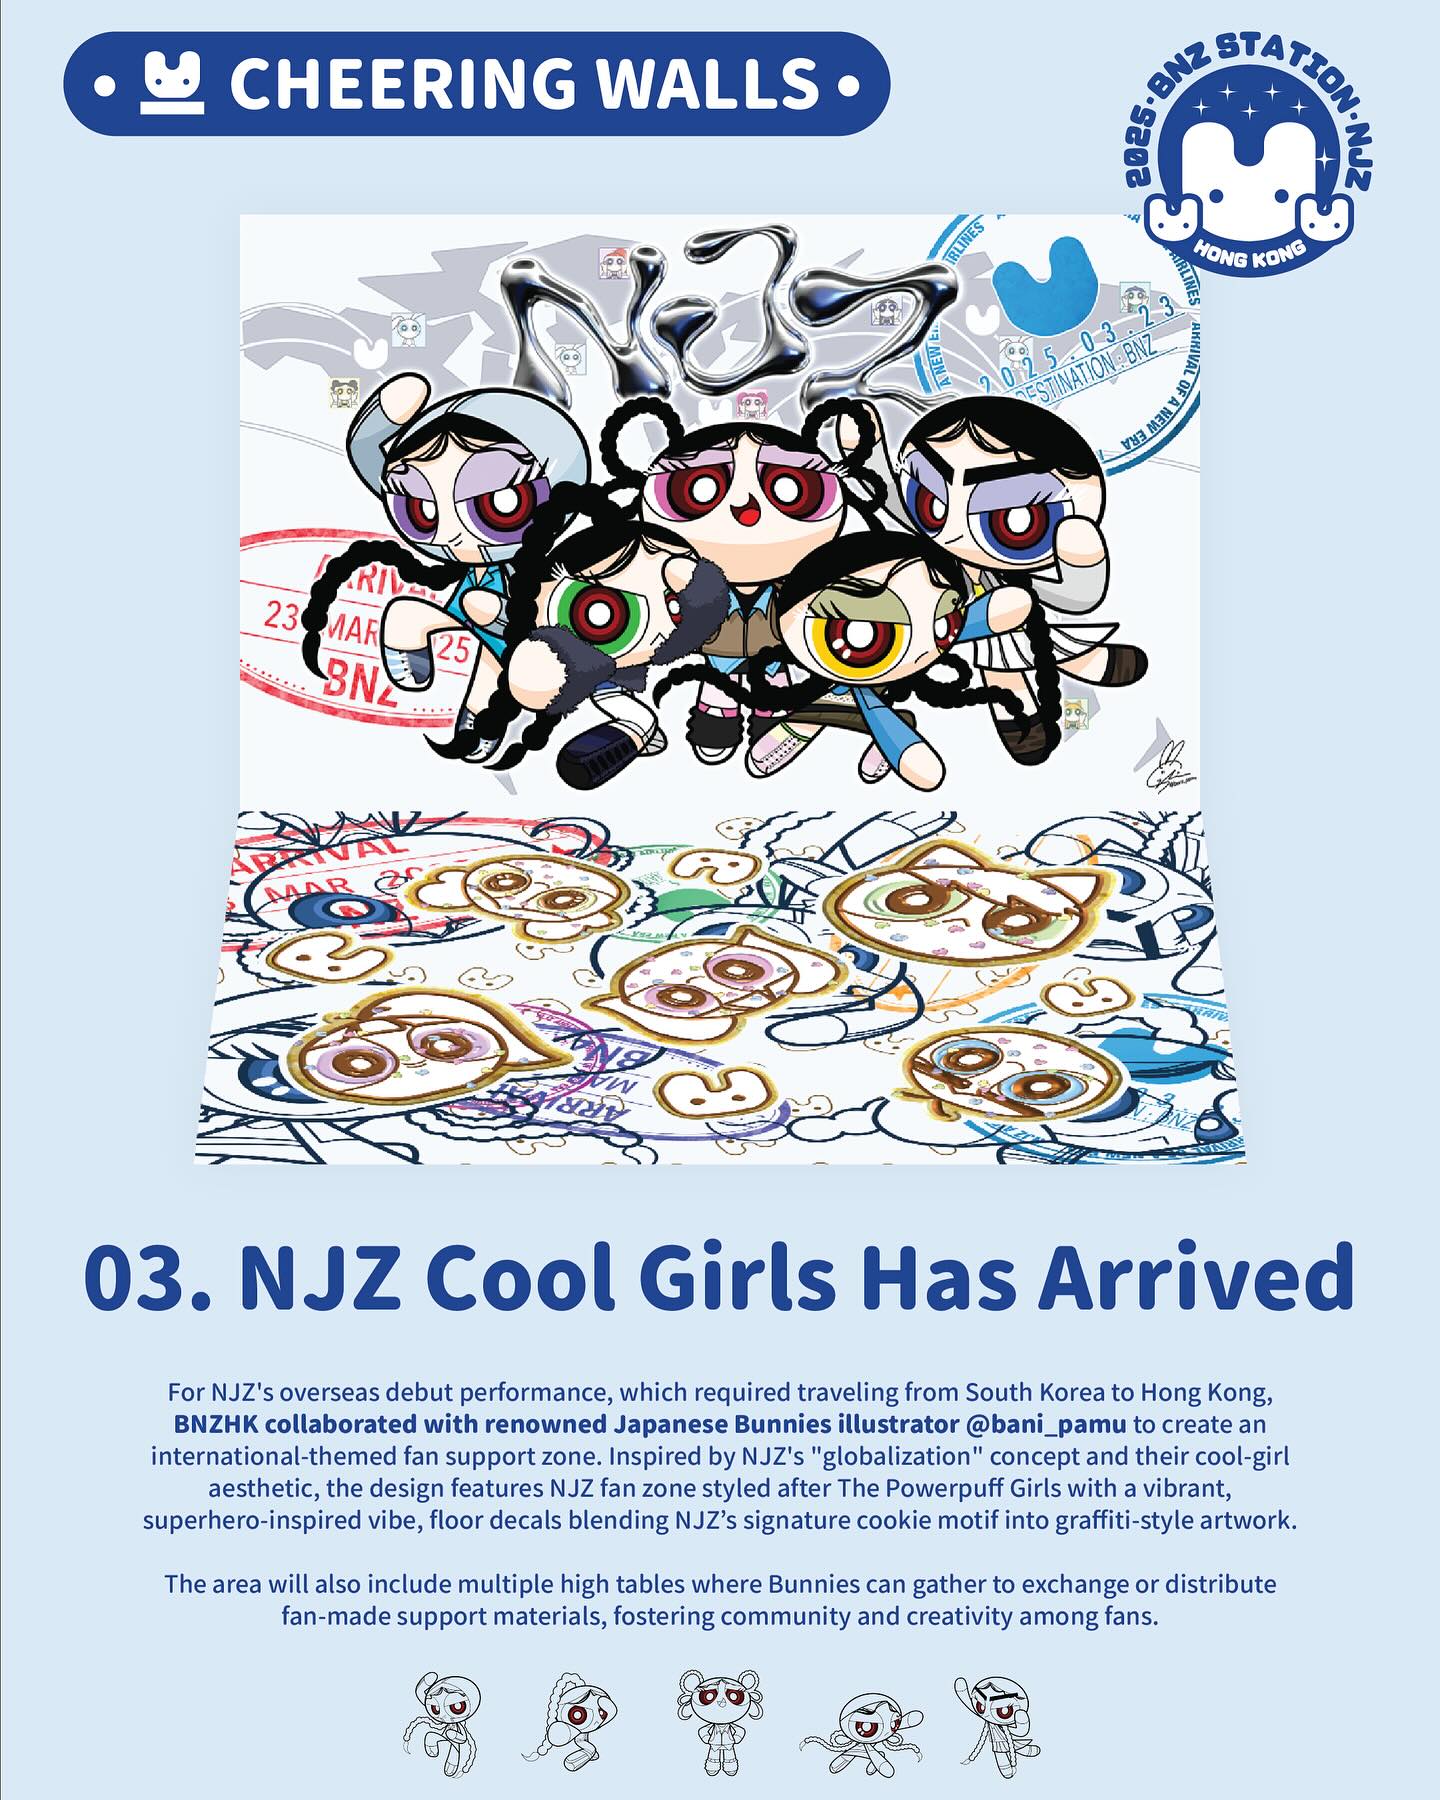 • CHEERING WALLS •
2025·BNZ STATION·NJZ
HONG KONG
NJZ
AIRLINES
2025.03.23
DESTINATION : BNZ
ARRIVAL OF A NEW ERA
A NEW
23 MAR
BNZ
ARRIVAL
MAR
BNZ
MAR
ARRIVAL
03. NJZ Cool Girls Has Arrived
For NJZ's overseas debut performance, which required traveling from South Korea to Hong Kong,
BNZHK collaborated with renowned Japanese Bunnies illustrator @bani_pamu to create an
international-themed fan support zone. Inspired by NJZ's "globalization" concept and their cool-girl
aesthetic, the design features NJZ fan zone styled after The Powerpuff Girls with a vibrant,
superhero-inspired vibe, floor decals blending NJZ’s signature cookie motif into graffiti-style artwork.
The area will also include multiple high tables where Bunnies can gather to exchange or distribute
fan-made support materials, fostering community and creativity among fans.